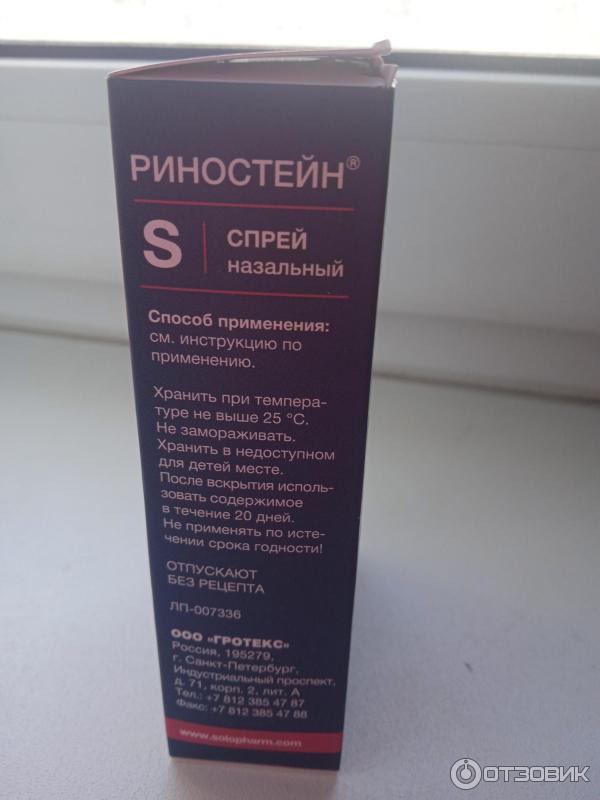 РИНОСТЕЙН®
S
СПРЕЙ
назальный
Способ применения:
см. инструкцию по
применению.
Хранить при темпера-
туре не выше 25 °С.
Не замораживать.
Хранить в недоступном
для детей месте.
После вскрытия исполь-
зовать содержимое
в течение 20 дней.
Не применять по исте-
чении срока годности!
ОТПУСКАЮТ
БЕЗ РЕЦЕПТА
ЛП-007336
ООО «ГРОТЕКС»
Россия, 195279,
г. Санкт-Петербург,
Индустриальный проспект,
д. 71, корп. 2, лит. А
Тел.: +7 812 385 47 87
Факс: +7 812 385 47 88
www.solopharm.com
ОТЗОВИК